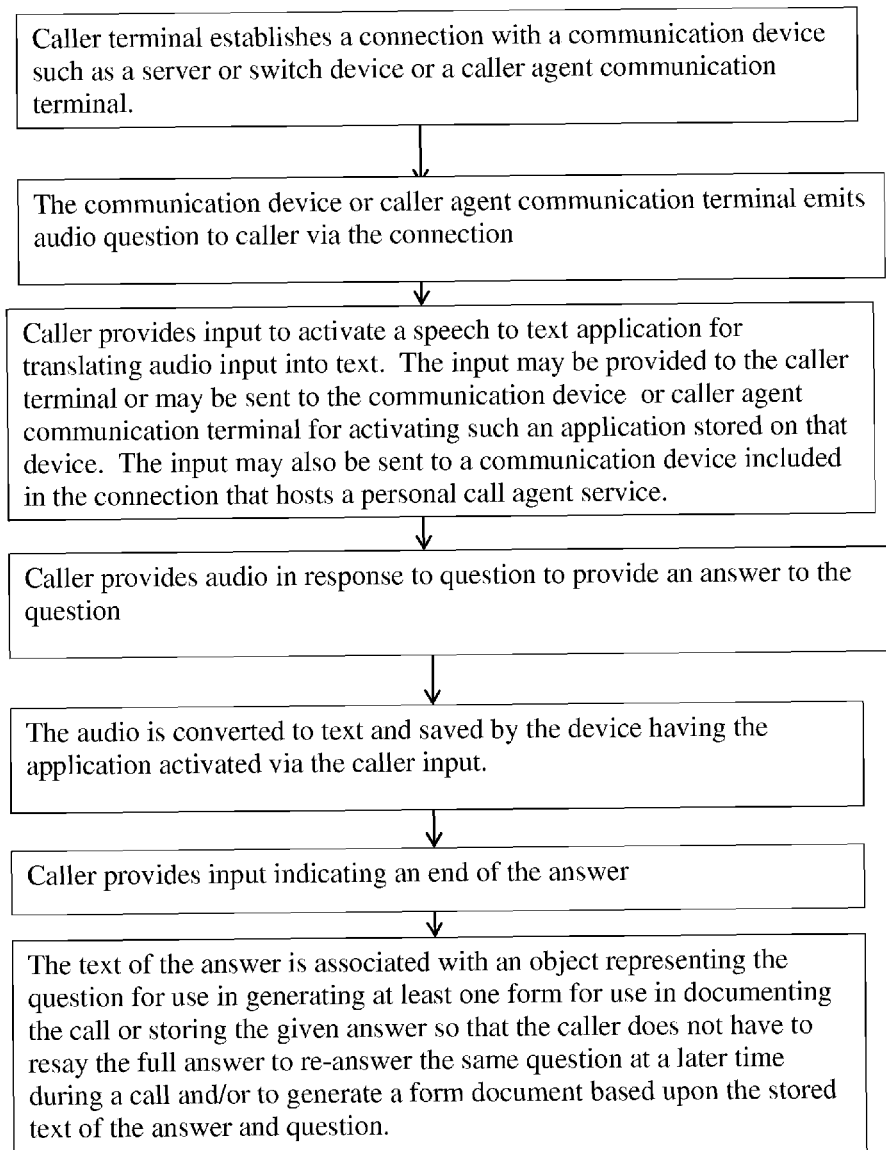 Caller terminal establishes a connection with a communication device
such as a server or switch device or a caller agent communication
terminal.
The communication device or caller agent communication terminal emits
audio question to caller via the connection
Caller provides input to activate a speech to text application for
translating audio input into text.  The input may be provided to the caller
terminal or may be sent to the communication device  or caller agent
communication terminal for activating such an application stored on that
device.  The input may also be sent to a communication device included
in the connection that hosts a personal call agent service.
Caller provides audio in response to question to provide an answer to the
question
The audio is converted to text and saved by the device having the
application activated via the caller input.
Caller provides input indicating an end of the answer
The text of the answer is associated with an object representing the
question for use in generating at least one form for use in documenting
the call or storing the given answer so that the caller does not have to
resay the full answer to re-answer the same question at a later time
during a call and/or to generate a form document based upon the stored
text of the answer and question.